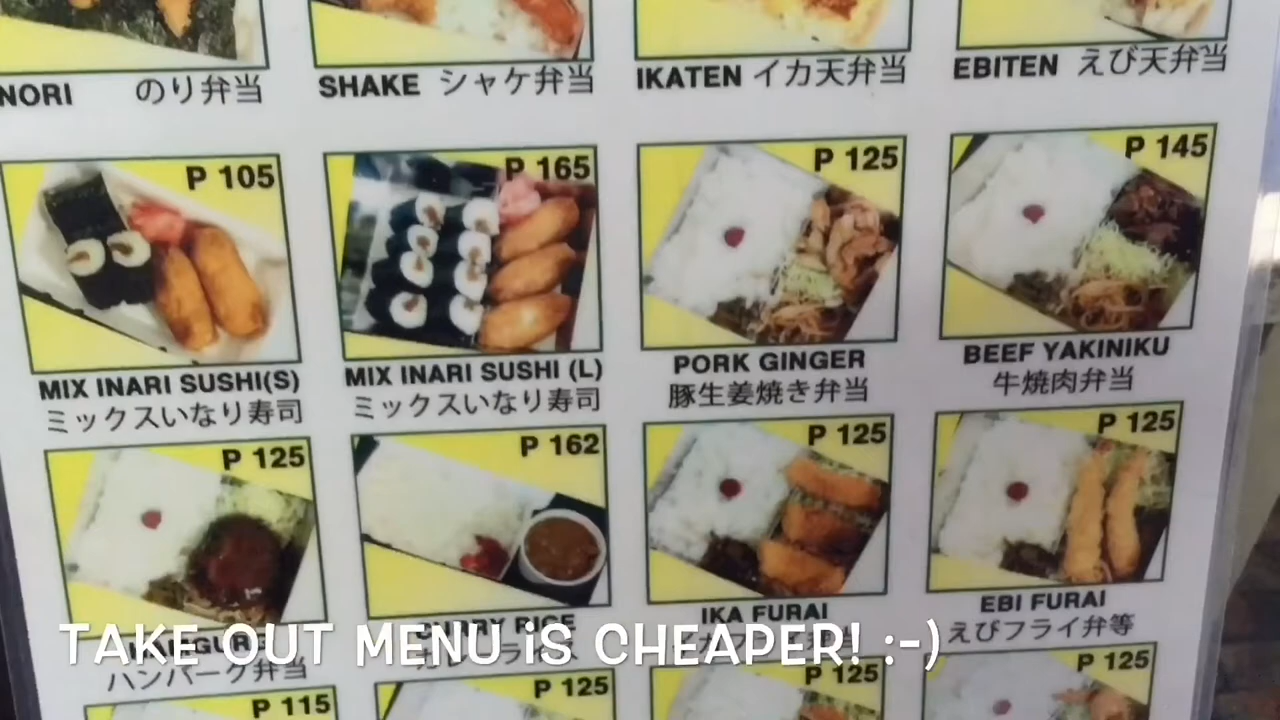 NORI のり弁当
SHAKE シャケ弁当
IKATEN イカ天弁当
EBITEN えび天弁当
P 105
P 165
P 125
P 145
MIX INARI SUSHI(S)
ミックスいなり寿司
MIX INARI SUSHI (L)
ミックスいなり寿司
PORK GINGER
豚生姜焼き弁当
BEEF YAKINIKU
牛焼肉弁当
P 125
P 162
P 125
P 125
CURRY RICE
IKA FURAI
EBI FURAI
えびフライ弁等
TAKE OUT MENU iS CHEAPER! :-)
ハンバーグ弁当
P 115
P 125
P 125
P 125